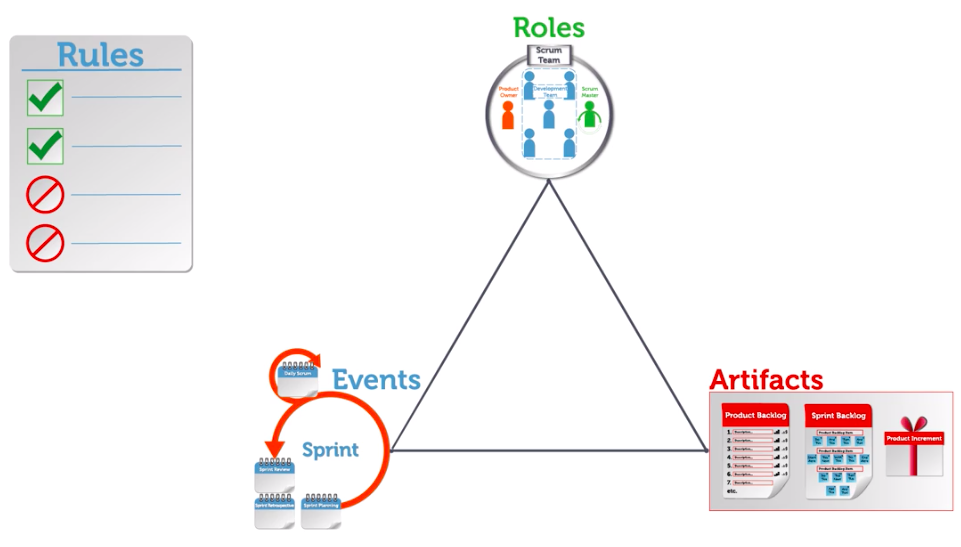 Roles
Rules
Scrum
Team
Product
Owner
Development
Team
Scrum
Master
Events
Daily Scrum
Sprint
Sprint Review
Sprint Retrospective
Sprint Planning
Artifacts
Product Backlog
1. Description...
2. Description...
3. Description...
4. Description...
5. Description...
6. Description...
7. Description...
etc.
Sprint Backlog
Product Backlog Item
Product Backlog Item
Product Backlog Item
Product Increment